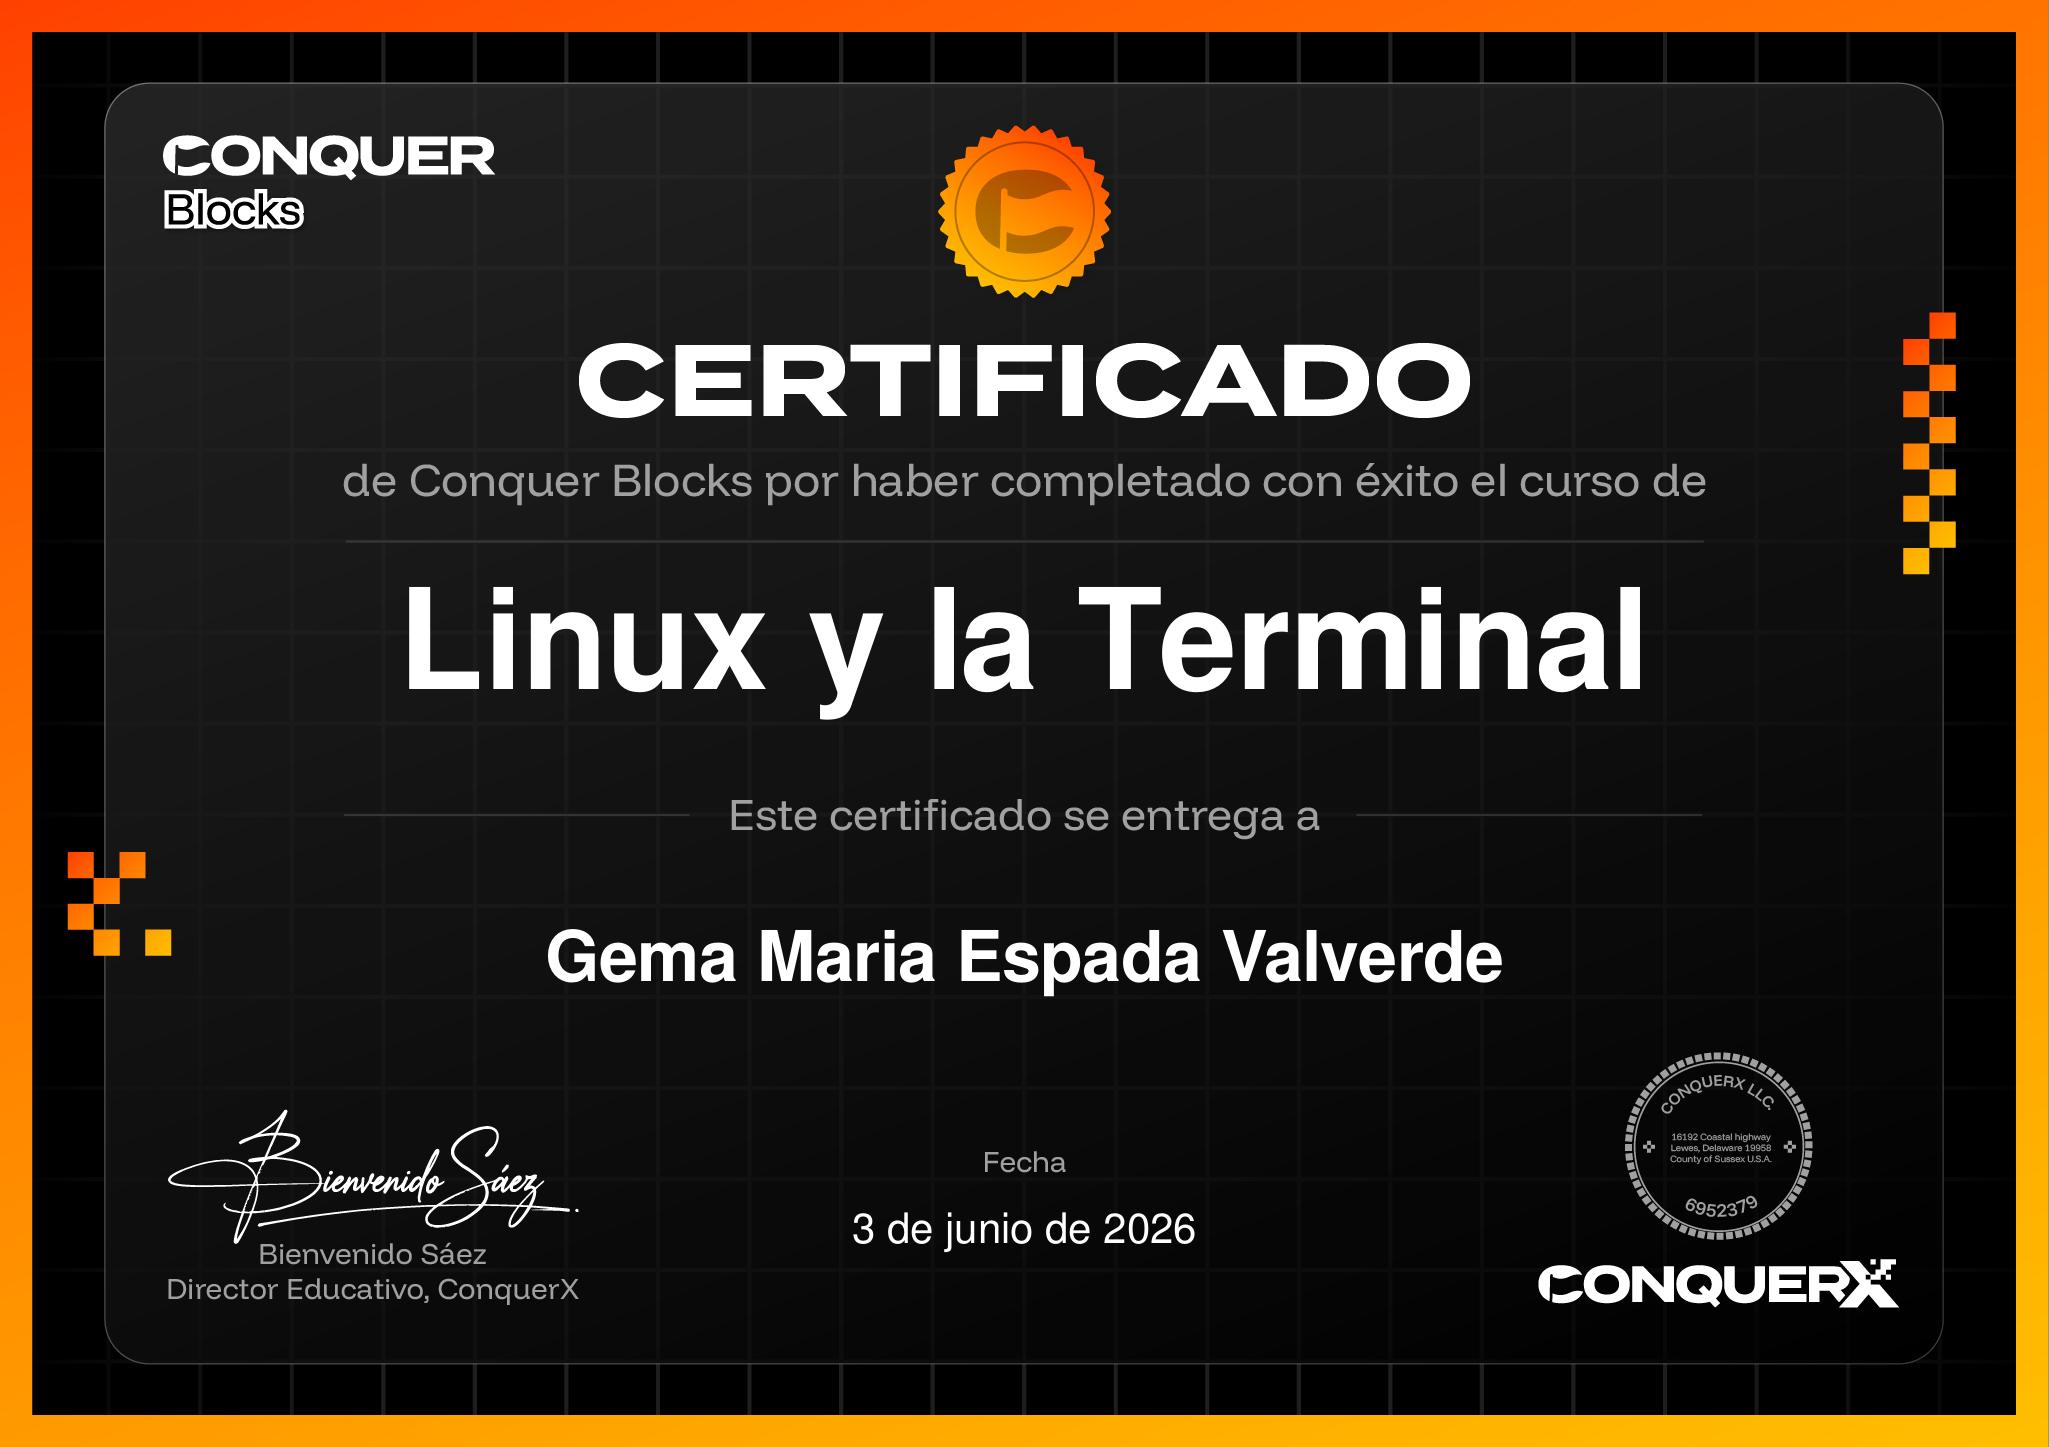 CONQUER
Blocks
CERTIFICADO
de Conquer Blocks por haber completado con éxito el curso de
Linux y la Terminal
Este certificado se entrega a
Gema Maria Espada Valverde
Bienvenido Sáez
Bienvenido Sáez
Director Educativo, ConquerX
Fecha
3 de junio de 2026
CONQUERX LLC.
16192 Coastal highway
Lewes, Delaware 19958
County of Sussex U.S.A.
6952379
CONQUERX